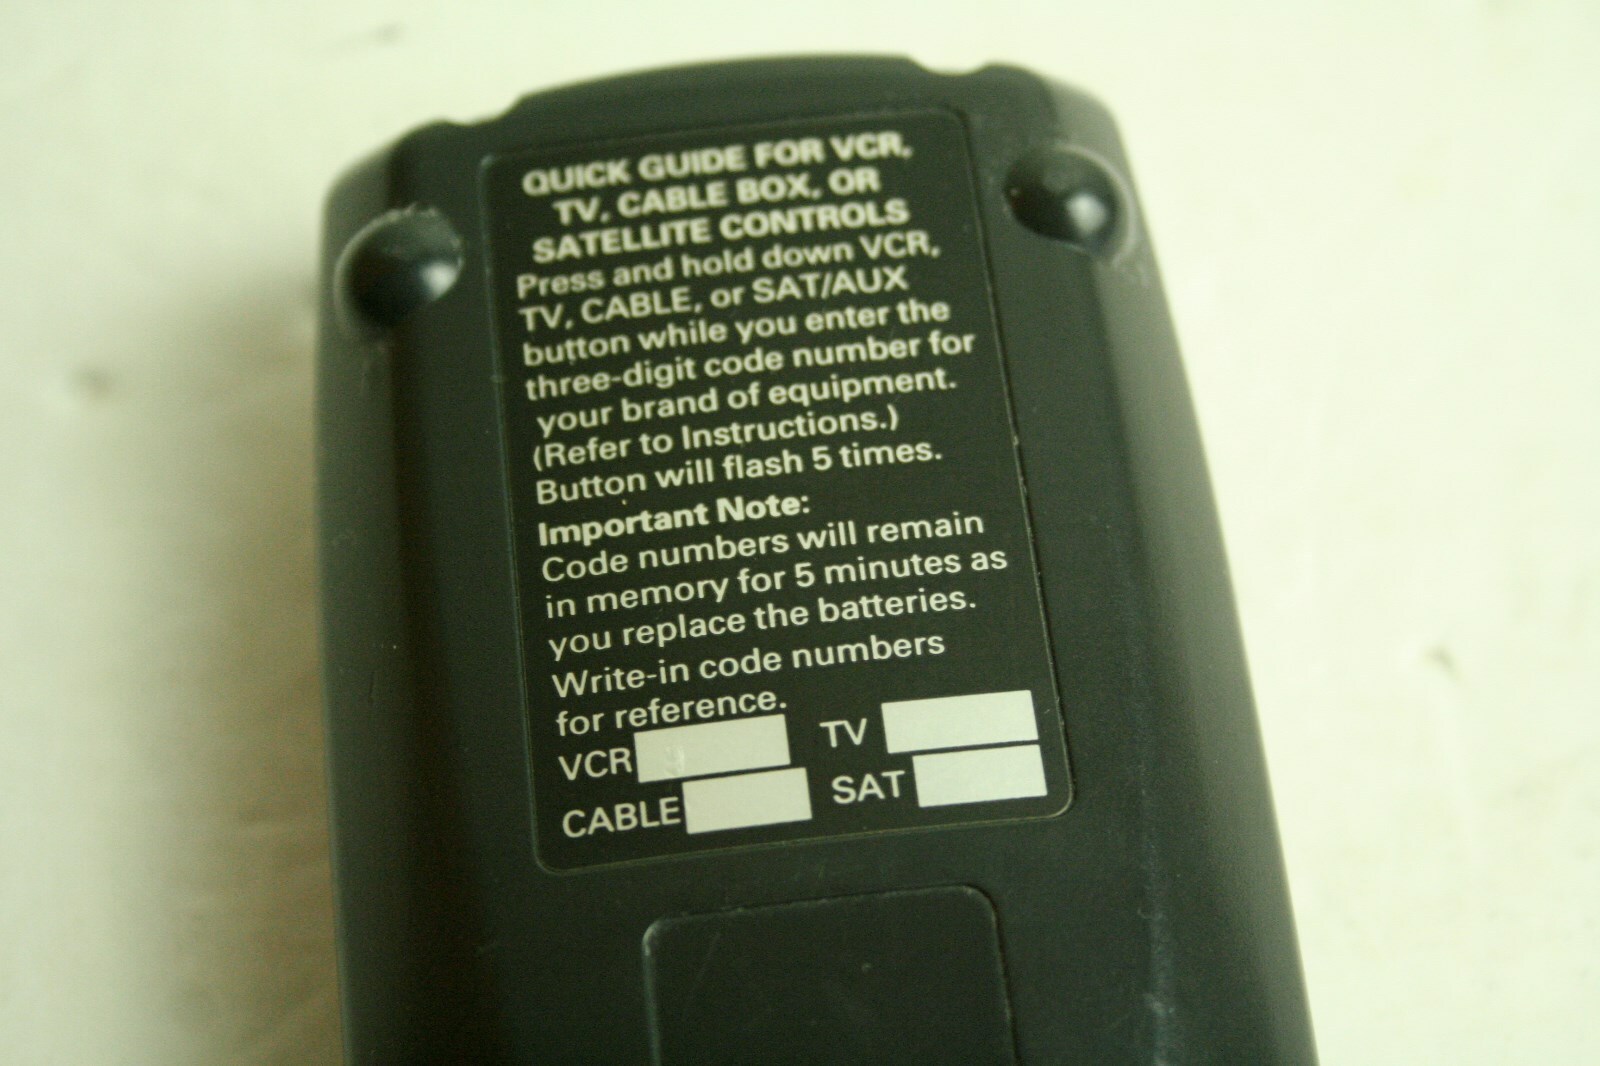 QUICK GUIDE FOR VCR,
TV, CABLE BOX, OR
SATELLITE CONTROLS
Press and hold down VCR,
TV, CABLE, or SAT/AUX
button while you enter the
three-digit code number for
your brand of equipment.
(Refer to Instructions.)
Button will flash 5 times.
Important Note:
Code numbers will remain
in memory for 5 minutes as
you replace the batteries.
Write-in code numbers
for reference.
VCR TV
CABLE SAT